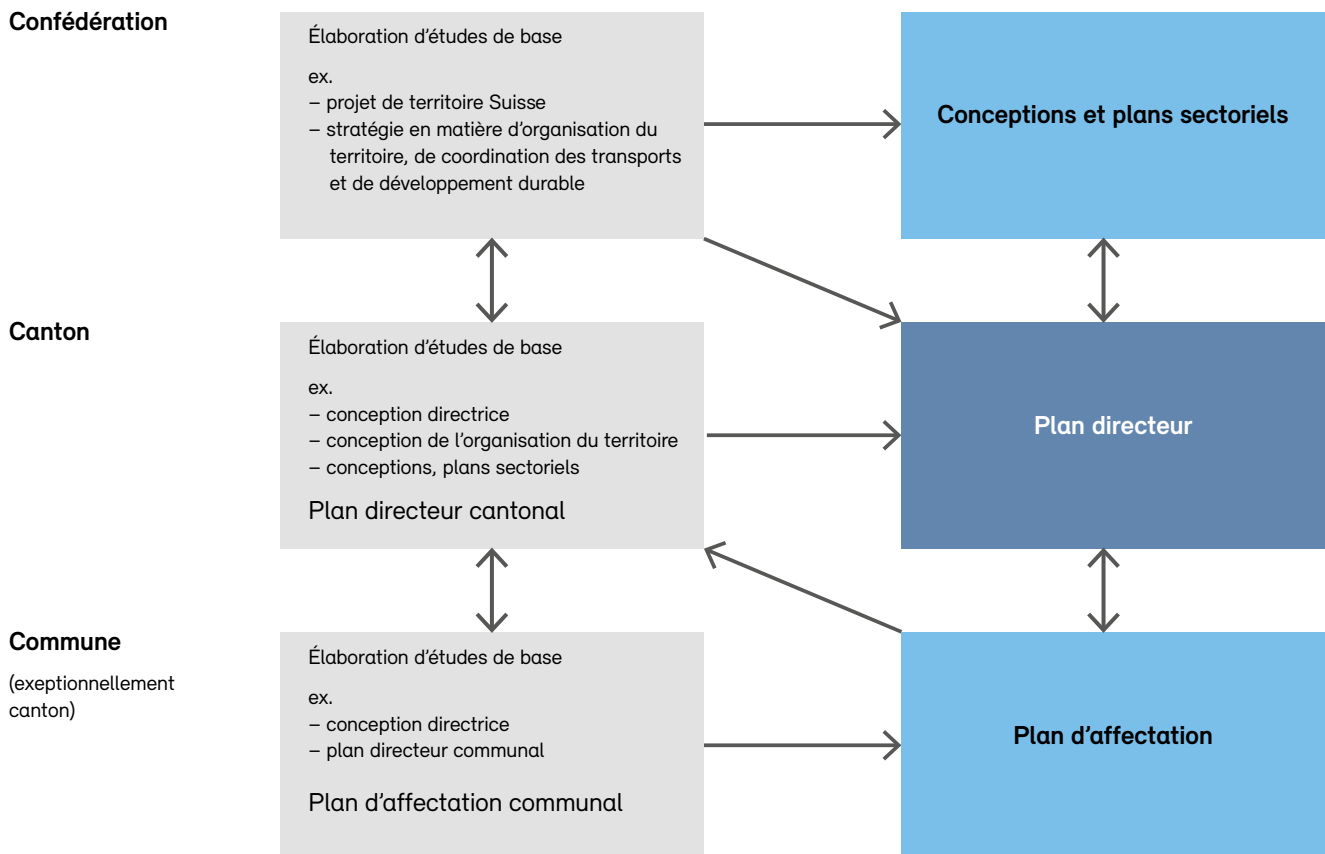 Confédération
Élaboration d'études de base
ex.
– projet de territoire Suisse
– stratégie en matière d'organisation du
territoire, de coordination des transports
et de développement durable
Conceptions et plans sectoriels
Canton
Élaboration d'études de base
ex.
– conception directrice
– conception de l'organisation du territoire
– conceptions, plans sectoriels
Plan directeur cantonal
Plan directeur
Commune
(exeptionnellement
canton)
Élaboration d'études de base
ex.
– conception directrice
– plan directeur communal
Plan d'affectation communal
Plan d'affectation